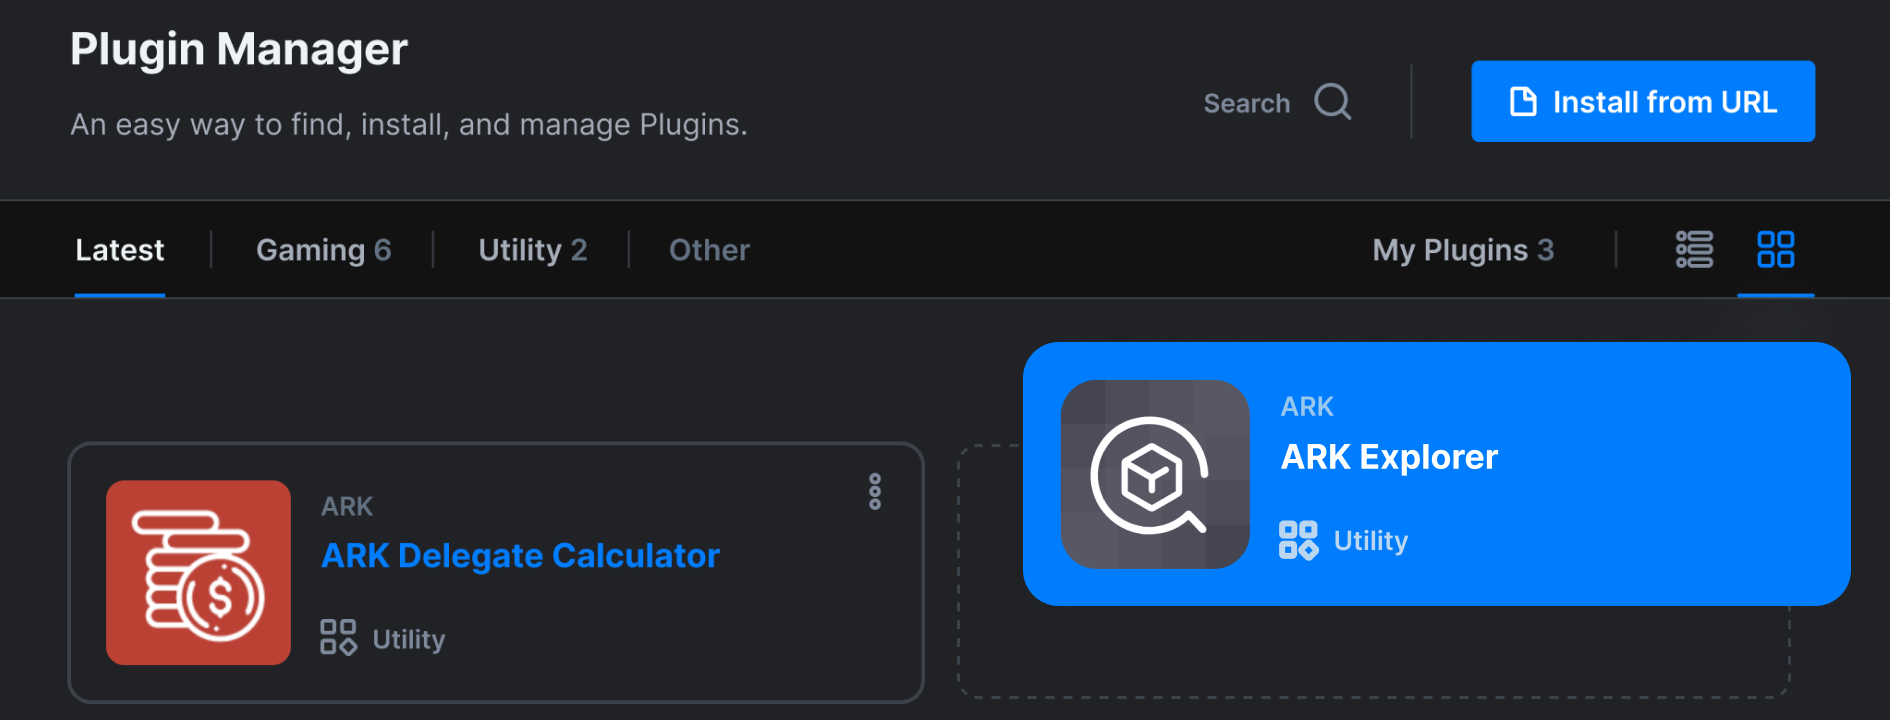 Plugin Manager
An easy way to find, install, and manage Plugins.
Search
Install from URL
Latest
Gaming 6
Utility 2
Other
My Plugins 3
ARK
ARK Delegate Calculator
Utility
ARK
ARK Explorer
Utility